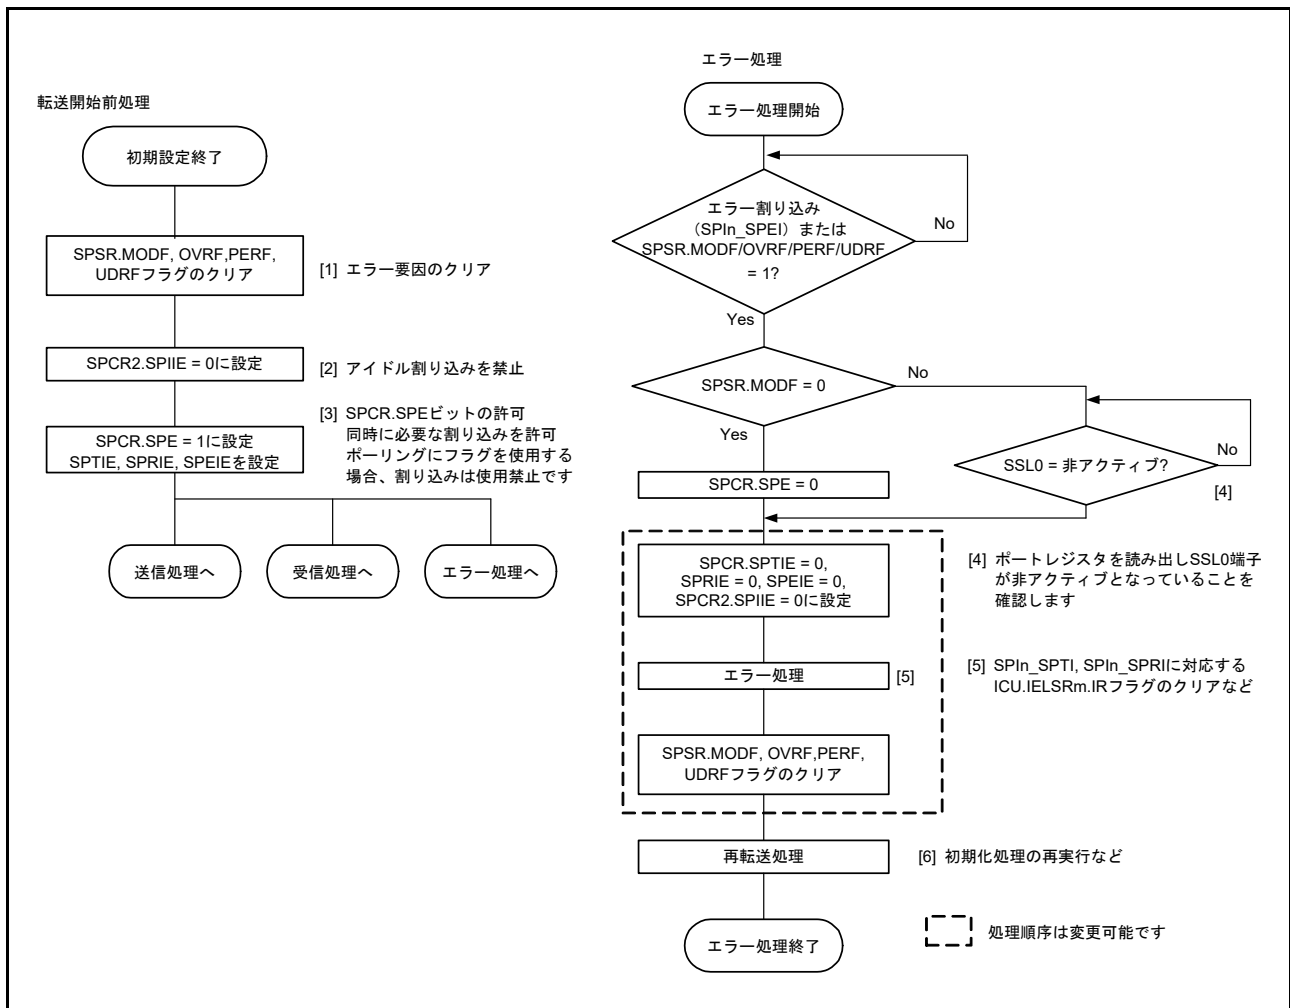 転送開始前処理
初期設定終了
SPSR.MODF, OVRF,PERF,
UDRFフラグのクリア
[1] エラー要因のクリア
SPCR2.SPIIE = 0に設定
[2] アイドル割り込みを禁止
SPCR.SPE = 1に設定
SPTIE, SPRIE, SPEIEを設定
[3] SPCR.SPEビットの許可
同時に必要な割り込みを許可
ポーリングにフラグを使用する
場合、割り込みは使用禁止です
送信処理へ
受信処理へ
エラー処理へ
エラー処理
エラー処理開始
エラー割り込み
（SPIn_SPEI）または
SPSR.MODF/OVRF/PERF/UDRF
= 1?
No
Yes
SPSR.MODF = 0
No
Yes
SSL0 = 非アクティブ?
No
[4]
SPCR.SPE = 0
SPCR.SPTIE = 0,
SPRIE = 0, SPEIE = 0,
SPCR2.SPIIE = 0に設定
[4] ポートレジスタを読み出しSSL0端子
が非アクティブとなっていることを
確認します
エラー処理
[5]
[5] SPIn_SPTI, SPIn_SPRIに対応する
ICU.IELSRm.IRフラグのクリアなど
SPSR.MODF, OVRF,PERF,
UDRFフラグのクリア
再転送処理
[6] 初期化処理の再実行など
エラー処理終了
処理順序は変更可能です